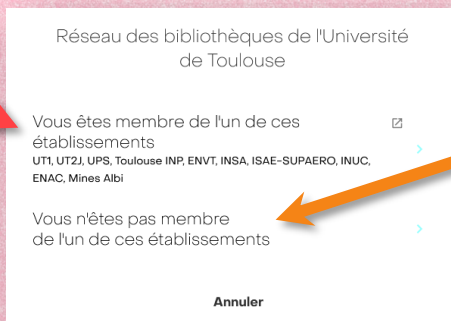 Réseau des bibliothèques de l'Université
de Toulouse
Vous êtes membre de l'un de ces
établissements
UT1, UT2J, UPS, Toulouse INP, ENVT, INSA, ISAE-SUPAERO, INUC,
ENAC, Mines Albi
Vous n'êtes pas membre
de l'un de ces établissements
Annuler